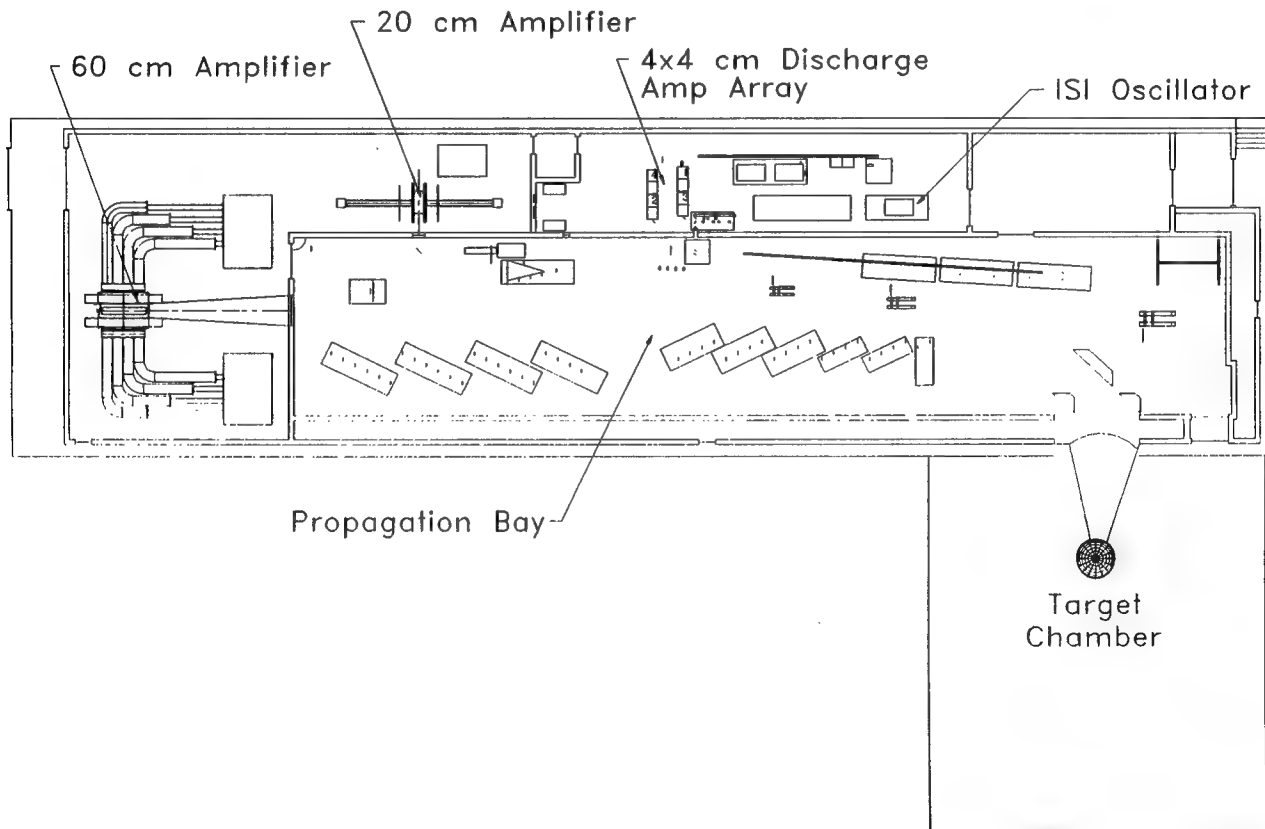 20 cm Amplifier
60 cm Amplifier
4x4 cm Discharge
Amp Array
ISI Oscillator
Propagation Bay
Target
Chamber